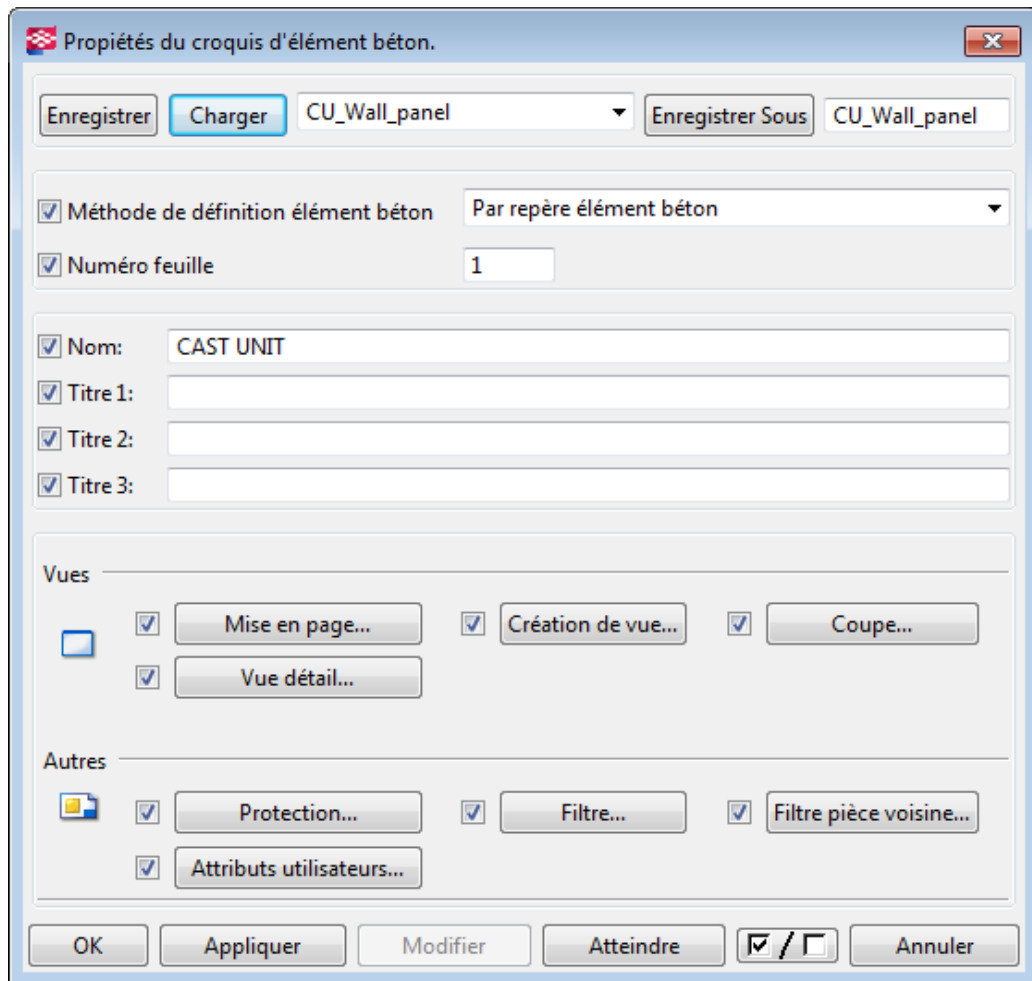 Propiétés du croquis d'élément béton.
Enregistrer Charger CU_Wall_panel Enregistrer Sous CU_Wall_panel
Méthode de définition élément béton Par repère élément béton
Numéro feuille 1
Nom: CAST UNIT
Titre 1:
Titre 2:
Titre 3:
Vues
Mise en page... Création de vue... Coupe...
Vue détail...
Autres
Protection... Filtre... Filtre pièce voisine...
Attributs utilisateurs...
OK Appliquer Modifier Atteindre / Annuler